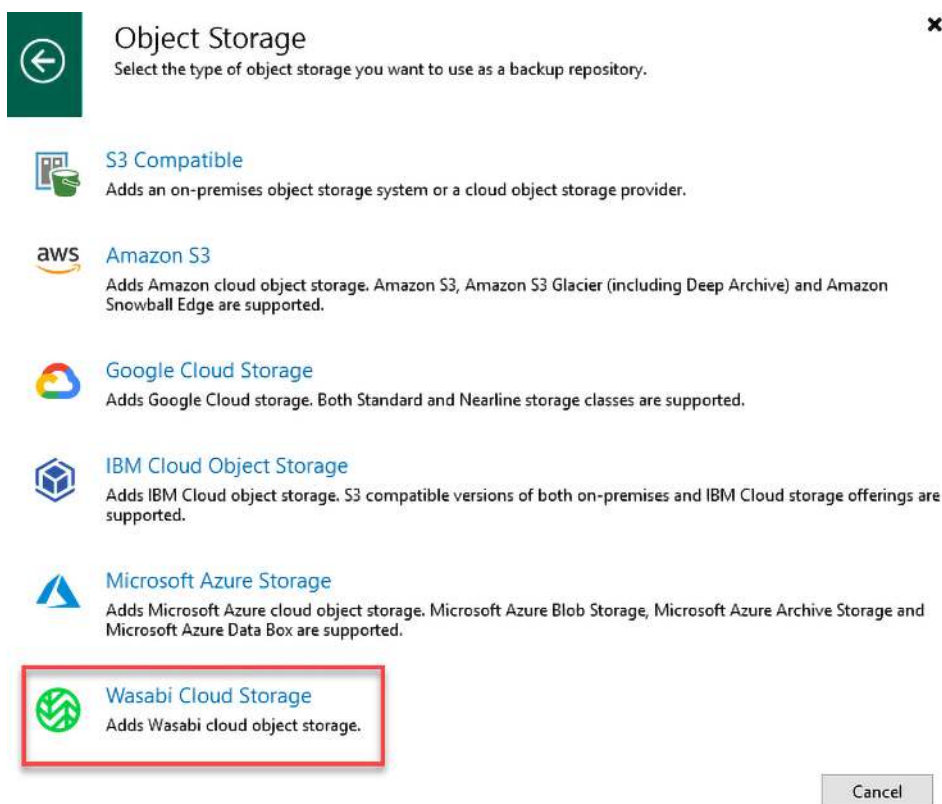 Object Storage
Select the type of object storage you want to use as a backup repository.
S3 Compatible
Adds an on-premises object storage system or a cloud object storage provider.
aws
Amazon S3
Adds Amazon cloud object storage. Amazon S3, Amazon S3 Glacier (including Deep Archive) and Amazon
Snowball Edge are supported.
Google Cloud Storage
Adds Google Cloud storage. Both Standard and Nearline storage classes are supported.
IBM Cloud Object Storage
Adds IBM Cloud object storage. S3 compatible versions of both on-premises and IBM Cloud storage offerings are
supported.
Microsoft Azure Storage
Adds Microsoft Azure cloud object storage. Microsoft Azure Blob Storage, Microsoft Azure Archive Storage and
Microsoft Azure Data Box are supported.
Wasabi Cloud Storage
Adds Wasabi cloud object storage.
Cancel